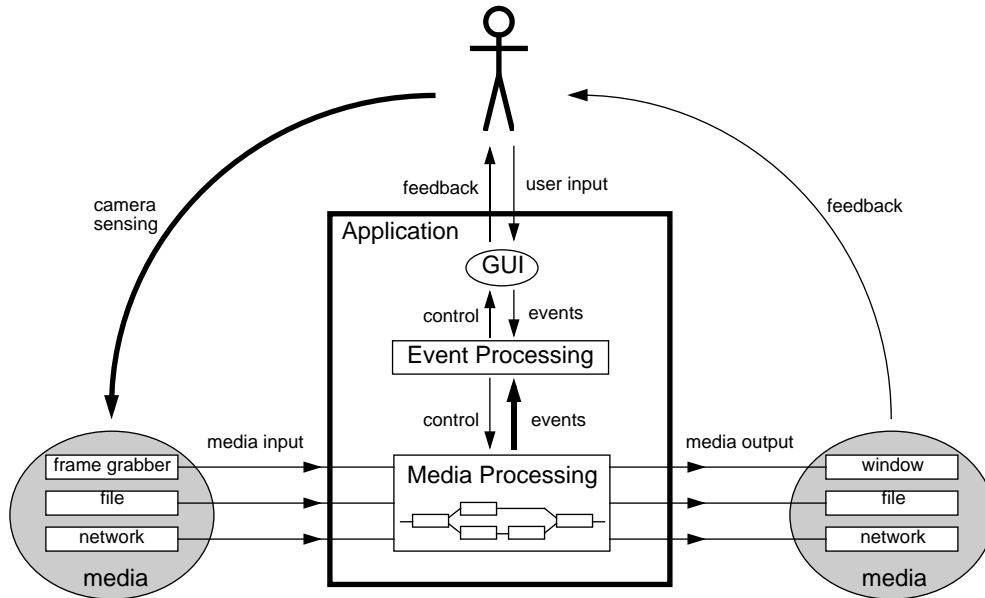 feedback
user input
camera
sensing
feedback
Application
GUI
control
events
Event Processing
control
events
media input
media output
frame grabber
file
network
media
Media Processing
window
file
network
media